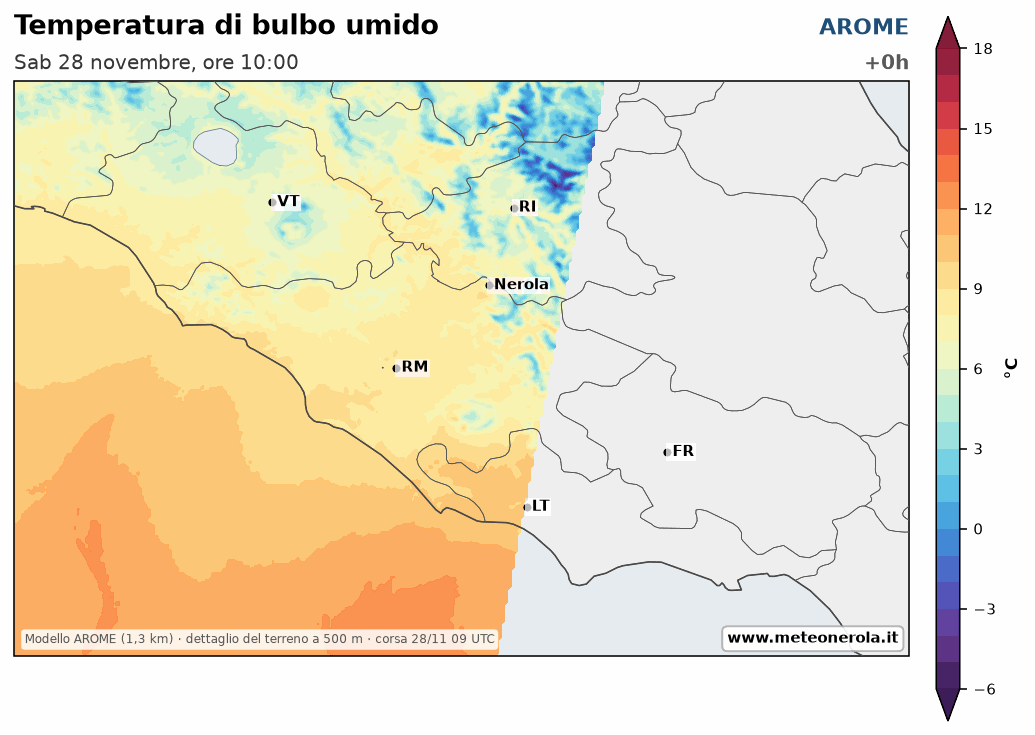 Temperatura di bulbo umido
AROME
Sab 28 novembre, ore 10:00
+0h
VT
RI
Nerola
RM
FR
LT
Modello AROME (1,3 km) · dettaglio del terreno a 500 m · corsa 28/11 09 UTC
www.meteonerola.it
18
15
12
9
6
3
0
−3
−6
°C